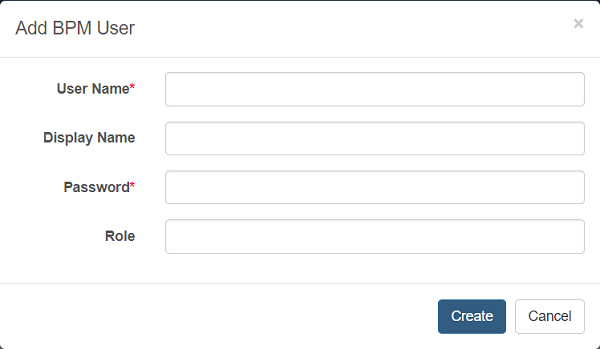 Add BPM User ×
User Name*
Display Name
Password*
Role
Create Cancel